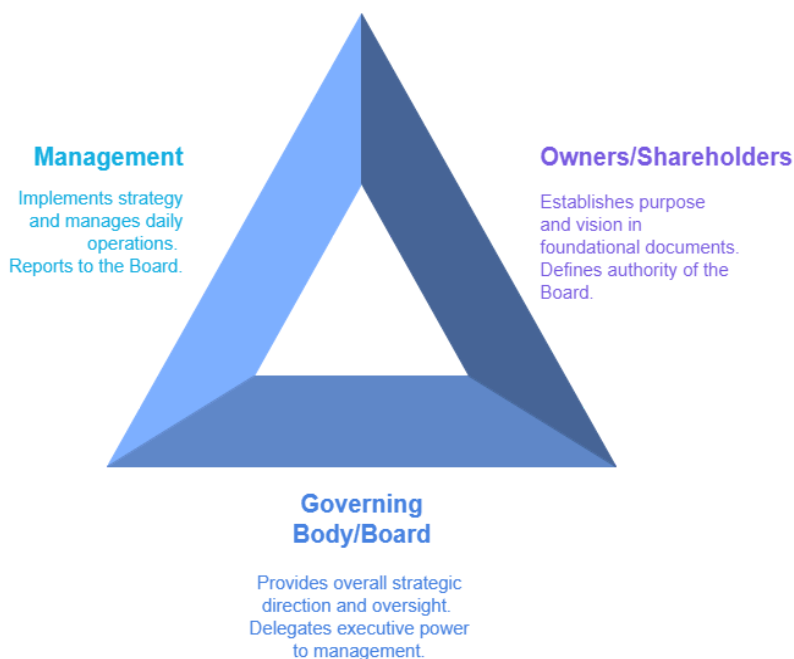 Management
Implements strategy
and manages daily
operations.
Reports to the Board.
Owners/Shareholders
Establishes purpose
and vision in
foundational documents.
Defines authority of the
Board.
Governing
Body/Board
Provides overall strategic
direction and oversight.
Delegates executive power
to management.